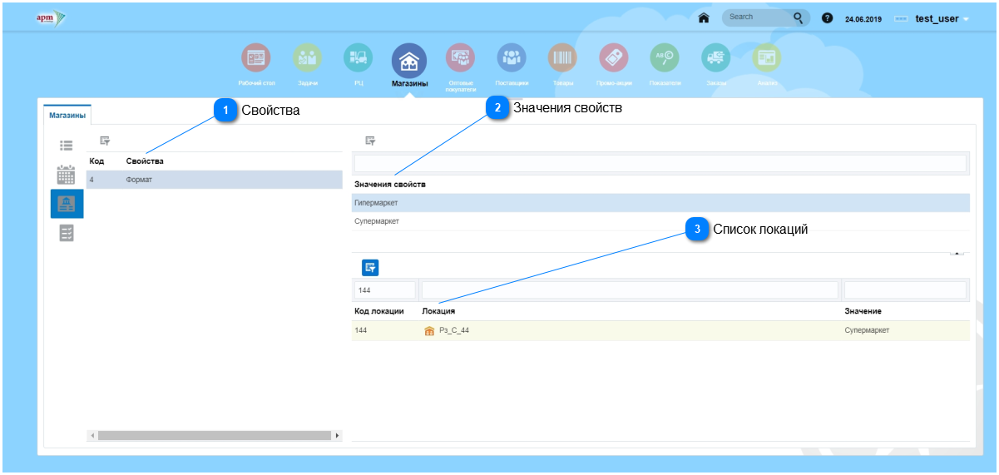 apm
Search
24.06.2019
test_user
Рабочий стол
Задачи
РЦ
Магазины
Оптовые
покупатели
Поставщики
Товары
Промо-акции
Показатели
Заказы
Аналит.
Магазины
1 Свойства
2 Значения свойств
Код Свойства
4 Формат
Значения свойств
Гипермаркет
Супермаркет
3 Список локаций
144
Код локации Локация Значение
144 Рз_С_44 Супермаркет